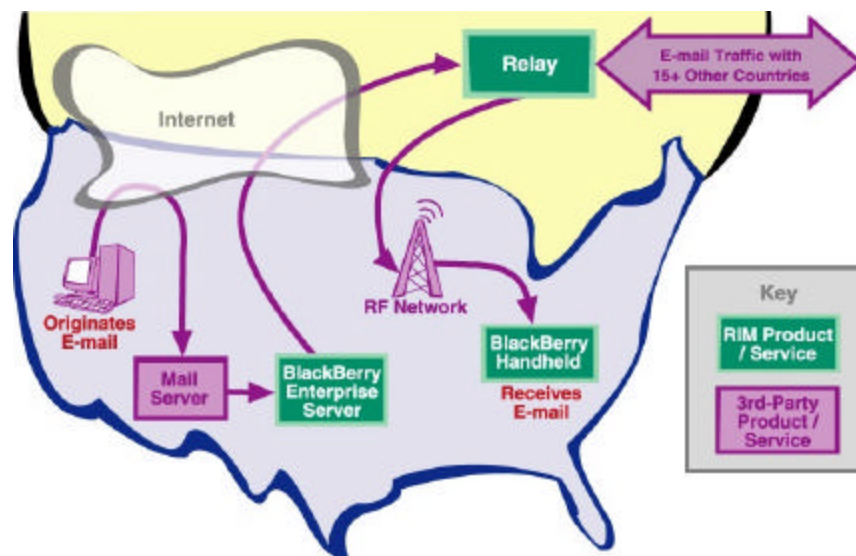 Relay
E-mail Traffic with
15+ Other Countries
Internet
Originates
E-mail
RF Network
Mail
Server
BlackBerry
Enterprise
Server
BlackBerry
Handheld
Receives
E-mail
Key
RIM Product
/ Service
3rd-Party
Product /
Service